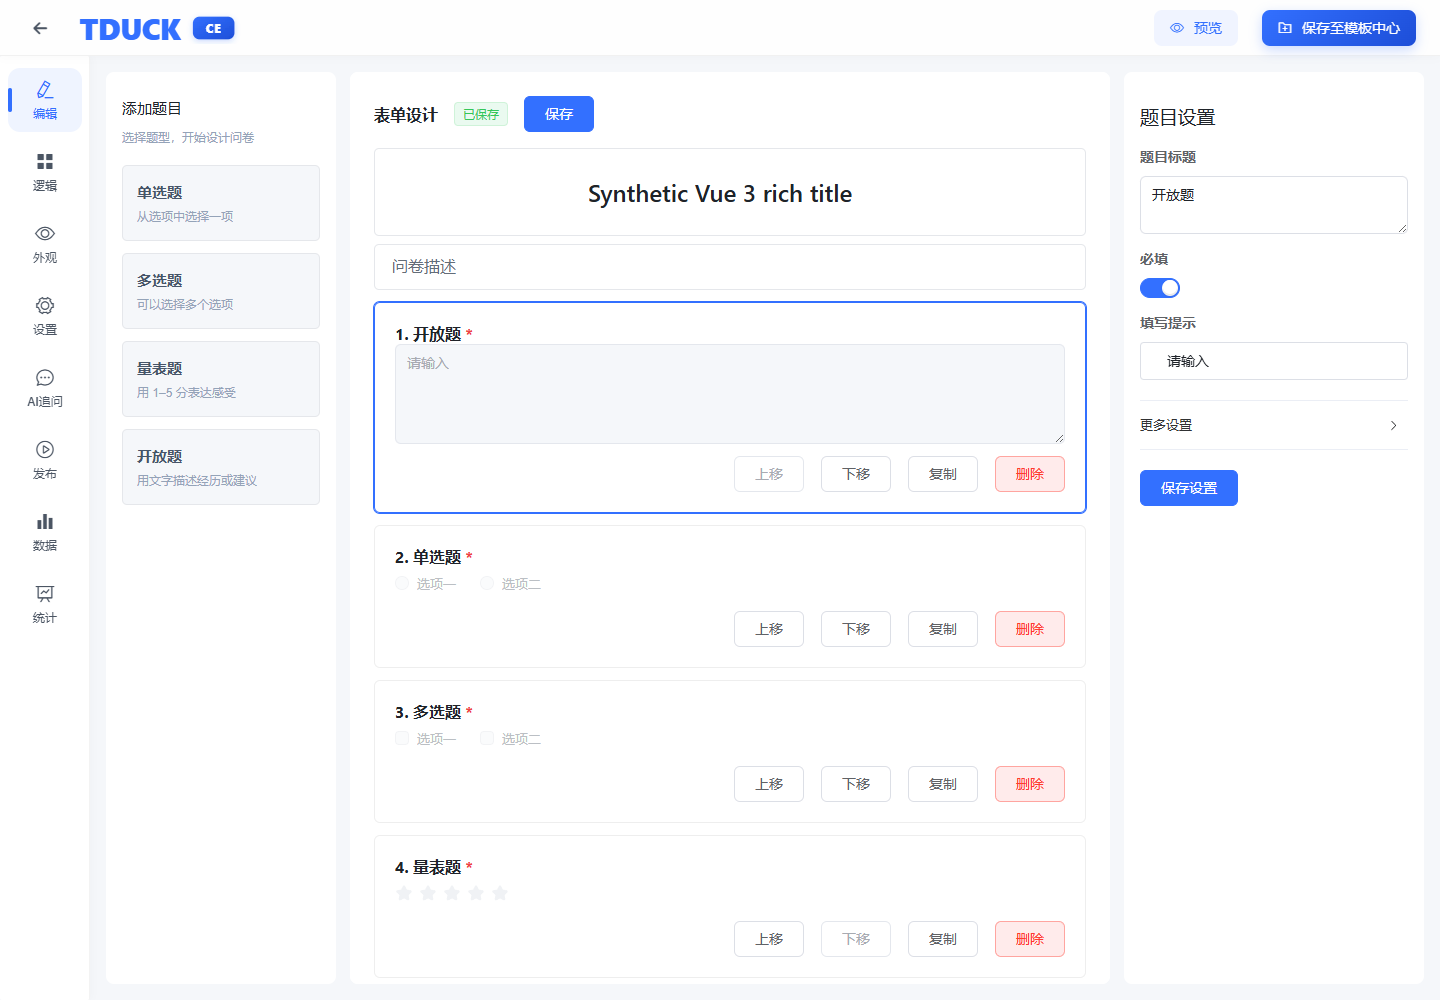 TDUCK CE
预览
保存至模板中心
编辑
逻辑
外观
设置
AI追问
发布
数据
统计
添加题目
选择题型，开始设计问卷
单选题
从选项中选择一项
多选题
可以选择多个选项
量表题
用 1–5 分表达感受
开放题
用文字描述经历或建议
表单设计 已保存 保存
Synthetic Vue 3 rich title
问卷描述
1. 开放题 *
请输入
上移 下移 复制 删除
2. 单选题 *
选项一 选项二
上移 下移 复制 删除
3. 多选题 *
选项一 选项二
上移 下移 复制 删除
4. 量表题 *
上移 下移 复制 删除
题目设置
题目标题
开放题
必填
填写提示
请输入
更多设置
保存设置